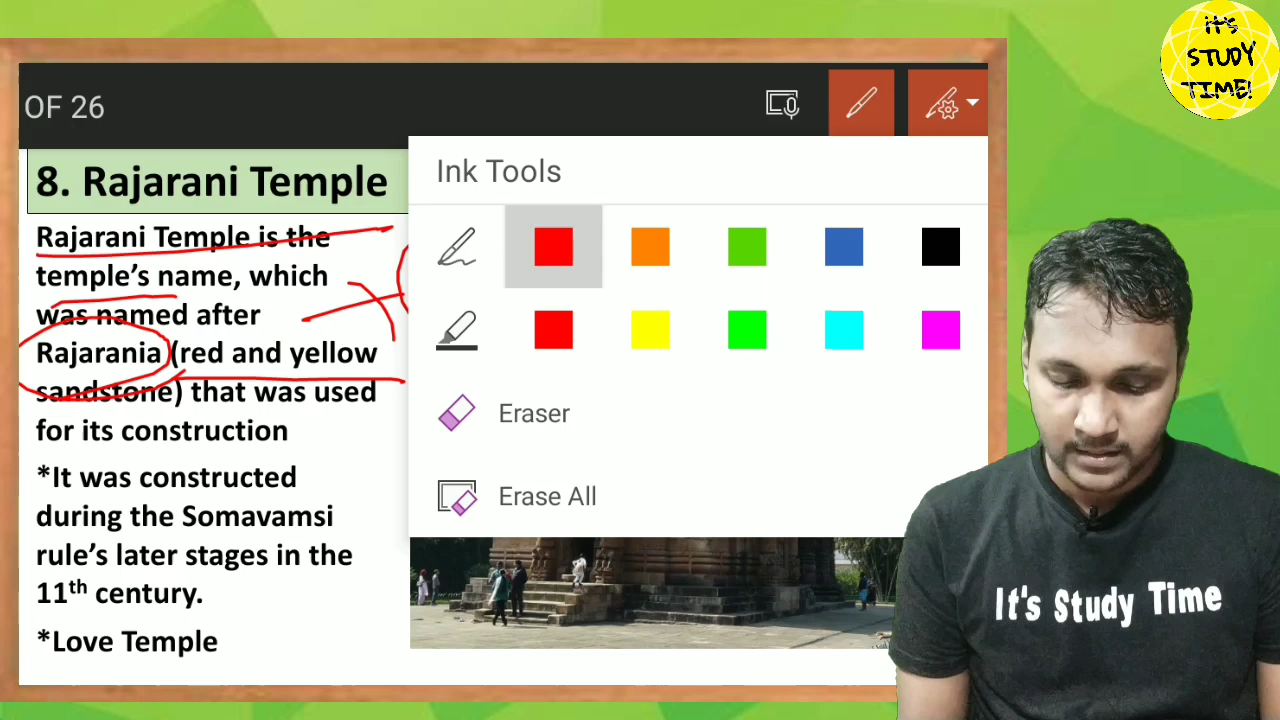 IT'S
STUDY
TIME!
OF 26
Ink Tools
8. Rajarani Temple
Rajarani Temple is the
temple's name, which
was named after
Rajarania (red and yellow
sandstone) that was used
for its construction
*It was constructed
during the Somavamsi
rule's later stages in the
11th century.
*Love Temple
Eraser
Erase All
It's Study Time